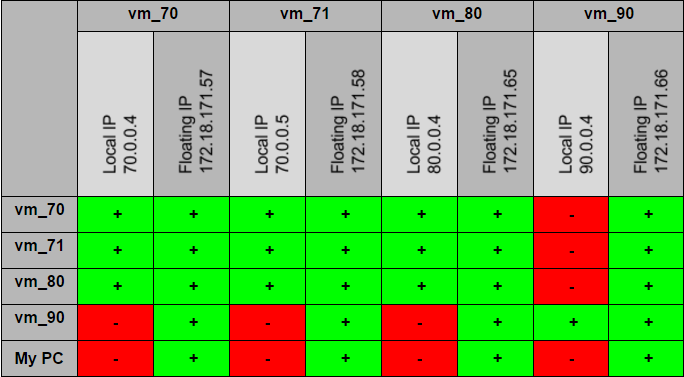 vm_70 vm_71 vm_80 vm_90
Local IP
70.0.0.4
Floating IP
172.18.171.57
Local IP
70.0.0.5
Floating IP
172.18.171.58
Local IP
80.0.0.4
Floating IP
172.18.171.65
Local IP
90.0.0.4
Floating IP
172.18.171.66
vm_70 + + + + + + - +
vm_71 + + + + + + - +
vm_80 + + + + + + - +
vm_90 - + - + - + + +
My PC - + - + - + - +